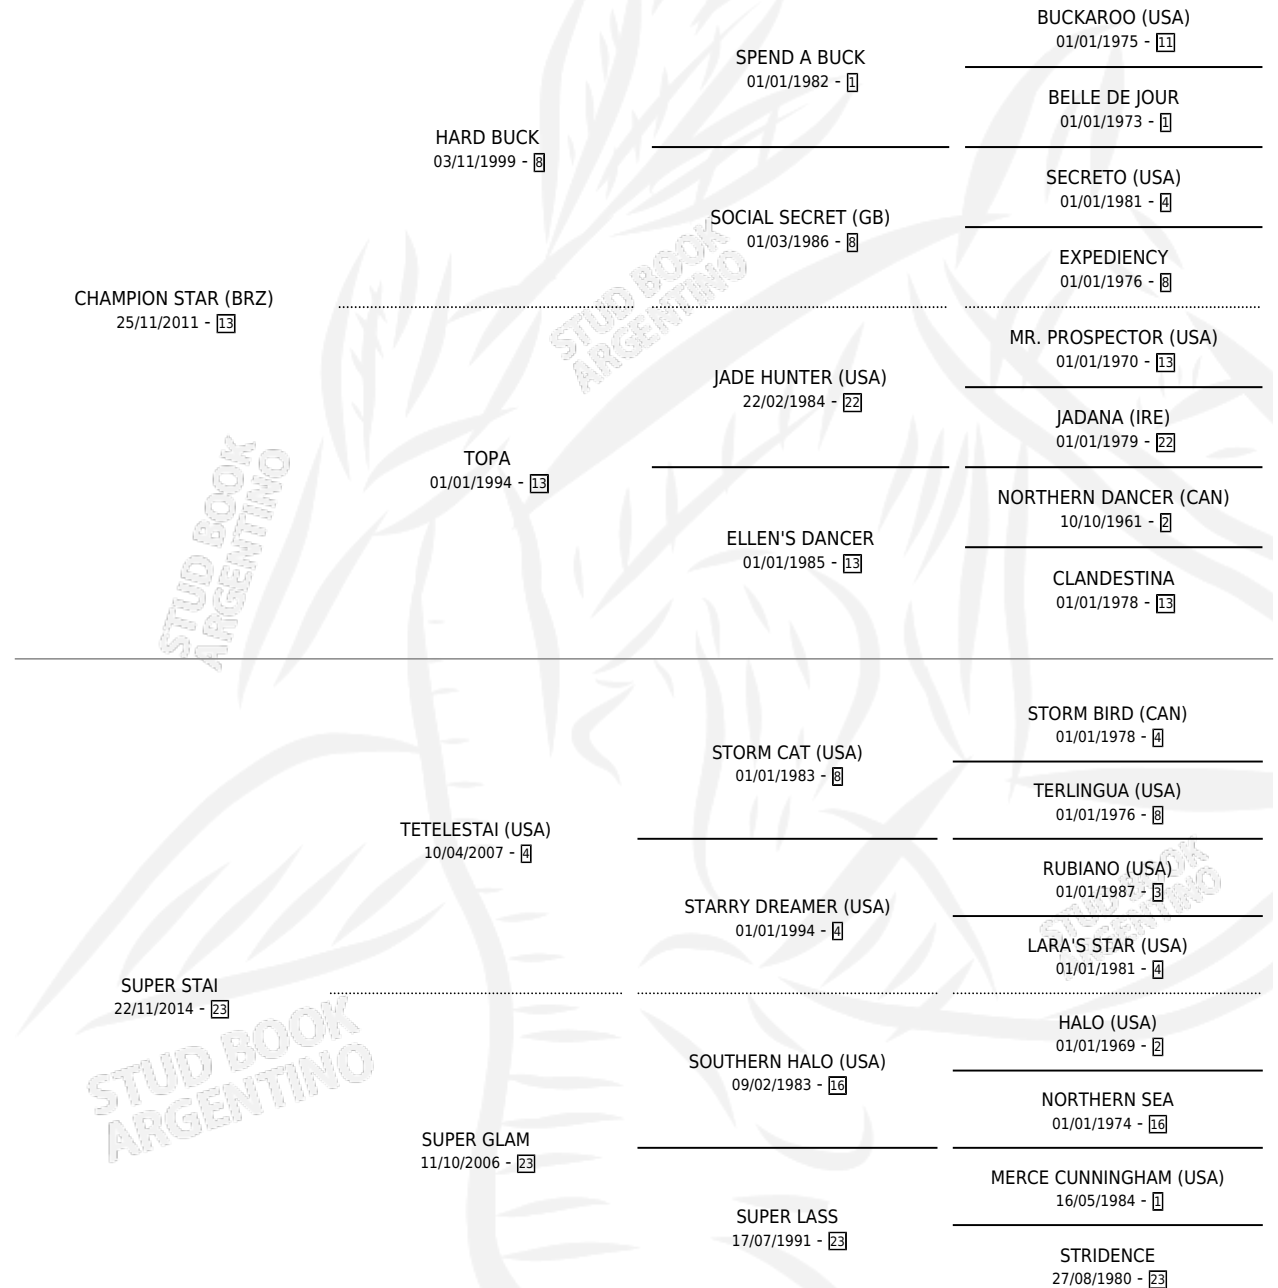 BUCKAROO (USA)
01/01/1975 - 11
SPEND A BUCK
01/01/1982 - 1
BELLE DE JOUR
01/01/1973 - 1
HARD BUCK
03/11/1999 - 8
SECRETO (USA)
01/01/1981 - 4
SOCIAL SECRET (GB)
01/03/1986 - 8
EXPEDIENCY
01/01/1976 - 8
CHAMPION STAR (BRZ)
25/11/2011 - 13
MR. PROSPECTOR (USA)
01/01/1970 - 13
JADE HUNTER (USA)
22/02/1984 - 22
JADANA (IRE)
01/01/1979 - 22
TOPA
01/01/1994 - 13
NORTHERN DANCER (CAN)
10/10/1961 - 2
ELLEN'S DANCER
01/01/1985 - 13
CLANDESTINA
01/01/1978 - 13
STUD BOOK
ARGENTINO
STUD BOOK
ARGENTINO
STORM BIRD (CAN)
01/01/1978 - 4
STORM CAT (USA)
01/01/1983 - 8
TERLINGUA (USA)
01/01/1976 - 8
TETELESTAI (USA)
10/04/2007 - 4
RUBIANO (USA)
01/01/1987 - 3
STARRY DREAMER (USA)
01/01/1994 - 4
LARA'S STAR (USA)
01/01/1981 - 4
SUPER STAI
22/11/2014 - 23
HALO (USA)
01/01/1969 - 2
SOUTHERN HALO (USA)
09/02/1983 - 16
NORTHERN SEA
01/01/1974 - 16
SUPER GLAM
11/10/2006 - 23
MERCE CUNNINGHAM (USA)
16/05/1984 - 1
SUPER LASS
17/07/1991 - 23
STRIDENCE
27/08/1980 - 23
STUD BOOK
ARGENTINO
STUD BOOK
ARGENTINO